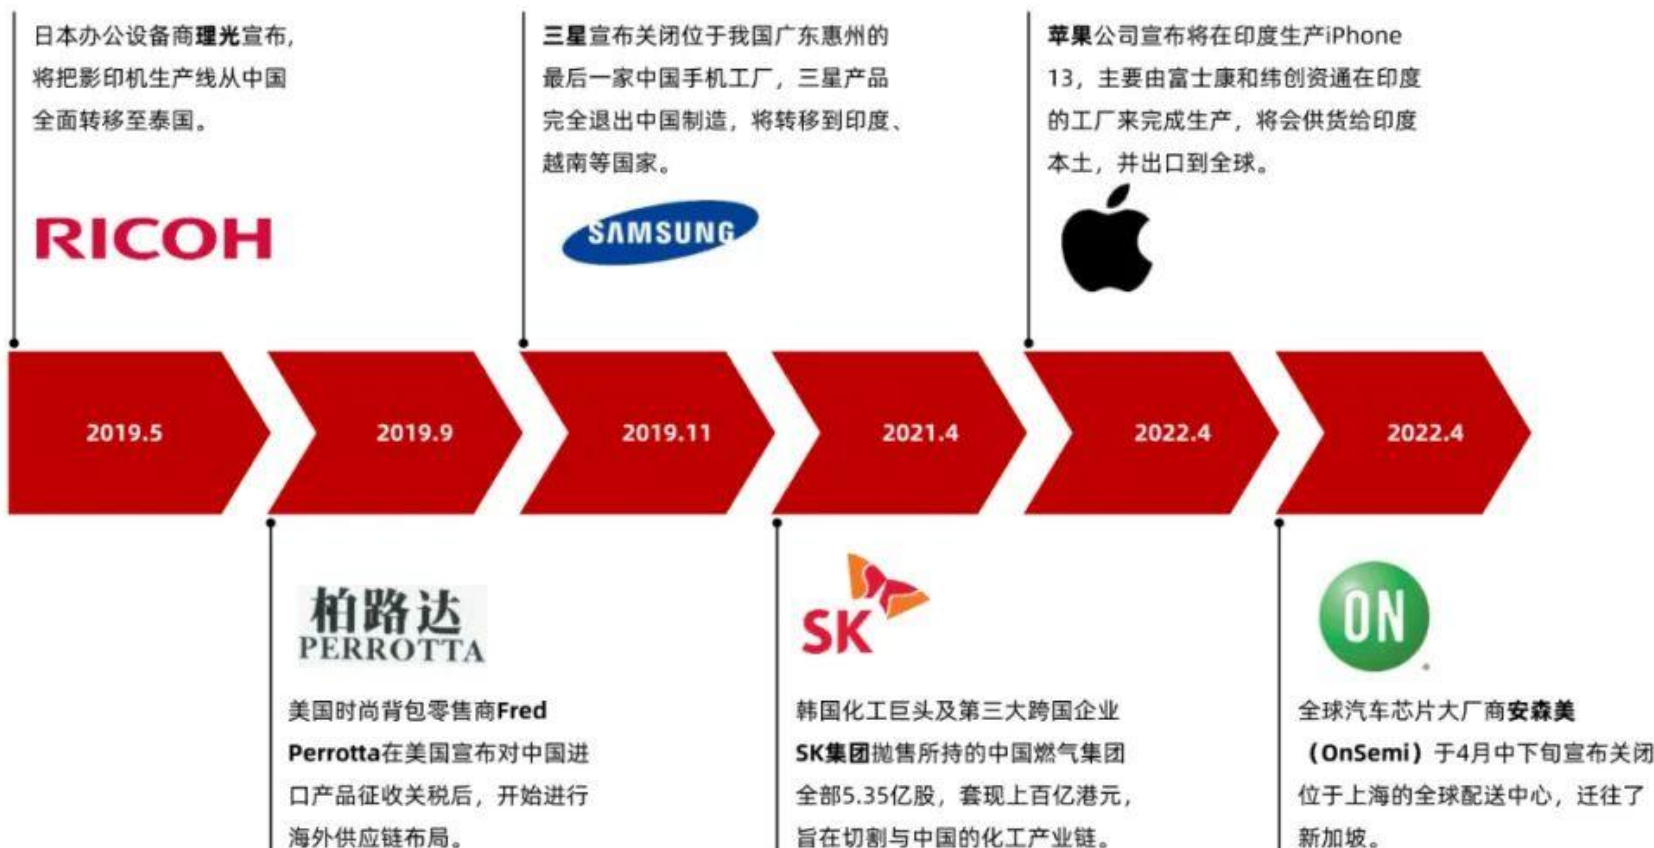 日本办公设备商理光宣布,
将把影印机生产线从中国
全面转移至泰国。
RICOH
三星宣布关闭位于我国广东惠州的
最后一家中国手机工厂，三星产品
完全退出中国制造，将转移到印度、
越南等国家。
SAMSUNG
苹果公司宣布将在印度生产iPhone
13，主要由富士康和纬创资通在印度
的工厂来完成生产，将会供货给印度
本土，并出口到全球。
2019.5
2019.9
2019.11
2021.4
2022.4
2022.4
柏路达
PERROTTA
美国时尚背包零售商Fred
Perrotta在美国宣布对中国进
口产品征收关税后，开始进行
海外供应链布局。
SK
韩国化工巨头及第三大跨国企业
SK集团抛售所持的中国燃气集团
全部5.35亿股，套现上百亿港元，
旨在切割与中国的化工产业链。
ON
全球汽车芯片大厂商安森美
（OnSemi）于4月中下旬宣布关闭
位于上海的全球配送中心，迁往了
新加坡。